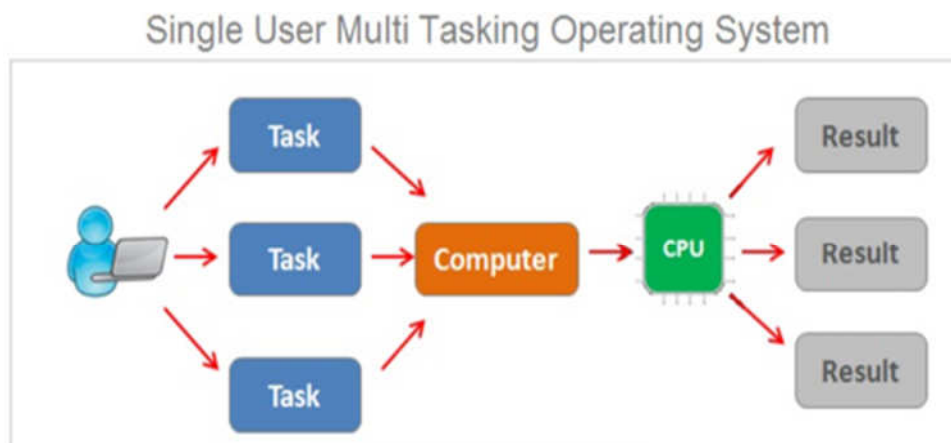 Single User Multi Tasking Operating System
Task
Result
Task
Computer
CPU
Result
Task
Result